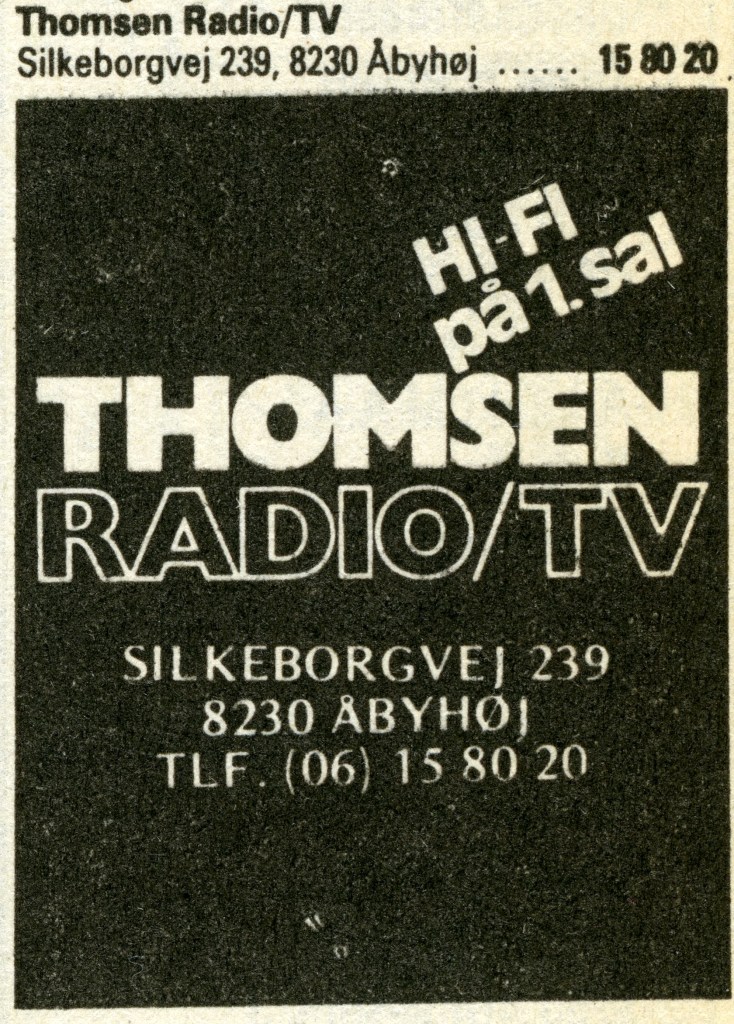 Thomsen Radio/TV
Silkeborgvej 239, 8230 Åbyhøj ...... 15 80 20
HI-FI
på 1. sal
THOMSEN
RADIO/TV
SILKEBORGVEJ 239
8230 ÅBYHØJ
TLF. (06) 15 80 20